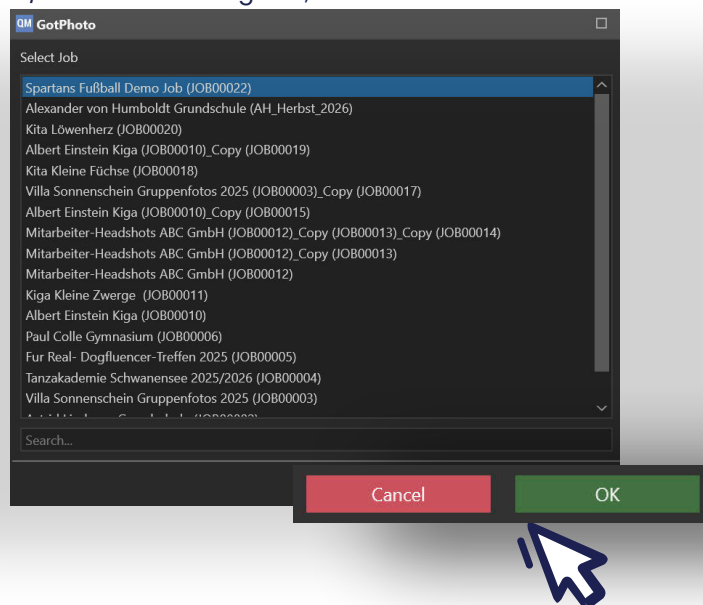 QM GotPhoto
Select Job
Spartans Fußball Demo Job (JOB00022)
Alexander von Humboldt Grundschule (AH_Herbst_2026)
Kita Löwenherz (JOB00020)
Albert Einstein Kiga (JOB00010)_Copy (JOB00019)
Kita Kleine Füchse (JOB00018)
Villa Sonnenschein Gruppenfotos 2025 (JOB00003)_Copy (JOB00017)
Albert Einstein Kiga (JOB00010)_Copy (JOB00015)
Mitarbeiter-Headshots ABC GmbH (JOB00012)_Copy (JOB00013)_Copy (JOB00014)
Mitarbeiter-Headshots ABC GmbH (JOB00012)_Copy (JOB00013)
Mitarbeiter-Headshots ABC GmbH (JOB00012)
Kiga Kleine Zwerge  (JOB00011)
Albert Einstein Kiga (JOB00010)
Paul Colle Gymnasium (JOB00006)
Fur Real- Dogfluencer-Treffen 2025 (JOB00005)
Tanzakademie Schwanensee 2025/2026 (JOB00004)
Villa Sonnenschein Gruppenfotos 2025 (JOB00003)
Search...
Cancel OK